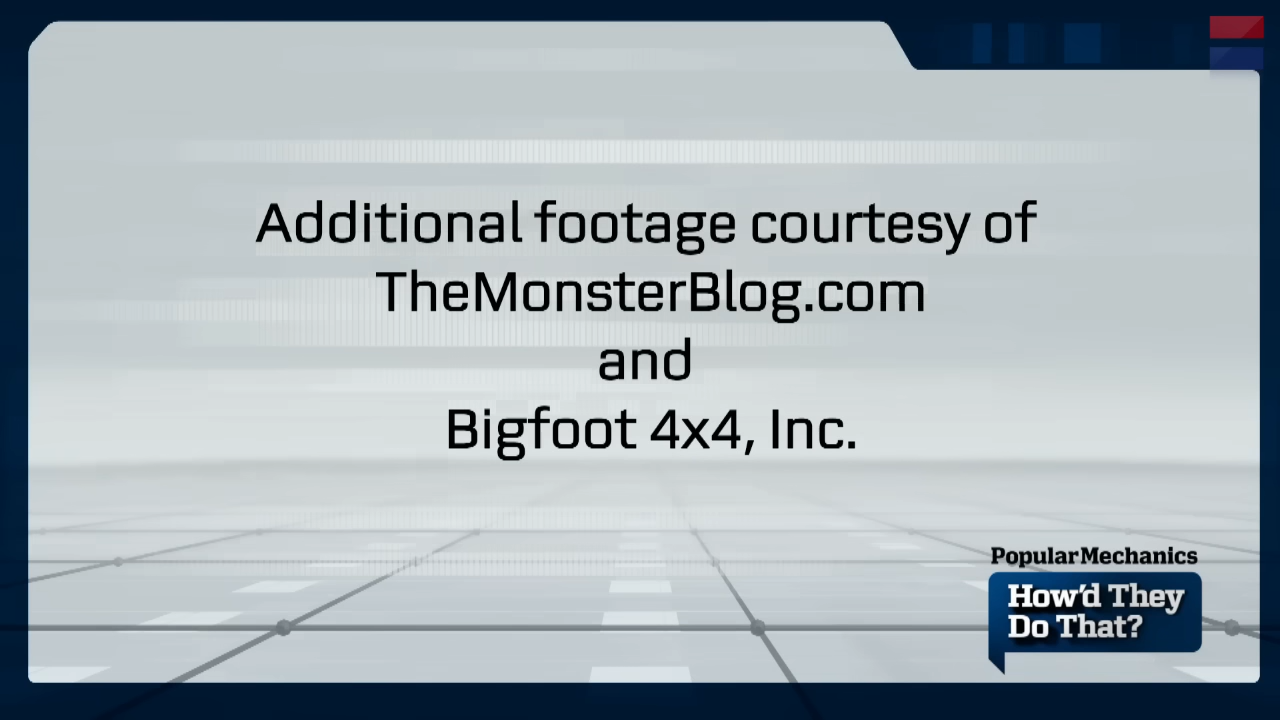 Additional footage courtesy of
TheMonsterBlog.com
and
Bigfoot 4x4, Inc.
PopularMechanics
How'd They
Do That?